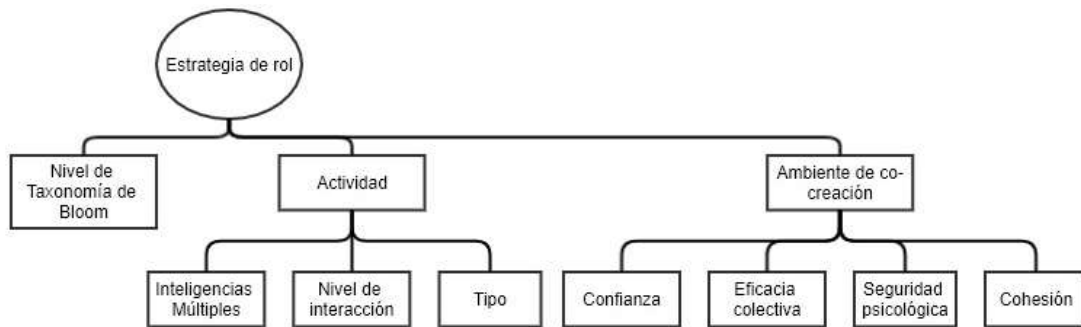 Estrategia de rol
Nivel de
Taxonomía de
Bloom
Actividad
Ambiente de co-
creación
Inteligencias
Múltiples
Nivel de
interacción
Tipo
Confianza
Eficacia
colectiva
Seguridad
psicológica
Cohesión